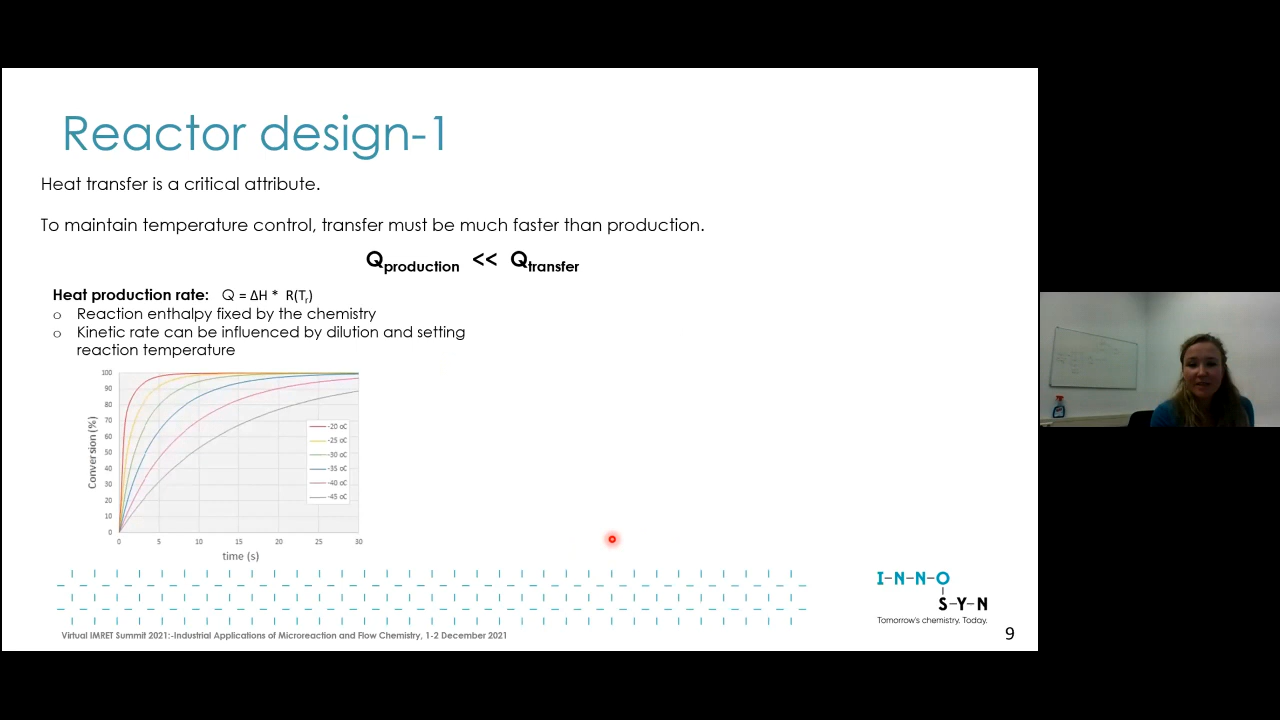 Reactor design-1
Heat transfer is a critical attribute.
To maintain temperature control, transfer must be much faster than production.
Qproduction << Qtransfer
Heat production rate: Q = ΔH * R(Tr)
o Reaction enthalpy fixed by the chemistry
o Kinetic rate can be influenced by dilution and setting
reaction temperature
100
90
80
70
60
50
40
30
20
10
0
Conversion (%)
-20 oC
-25 oC
-30 oC
-35 oC
-40 oC
-45 oC
0 5 10 15 20 25 30
time (s)
I-N-N-O
S-Y-N
Tomorrow's chemistry. Today.
Virtual IMRET Summit 2021:-Industrial Applications of Microreaction and Flow Chemistry, 1-2 December 2021
9